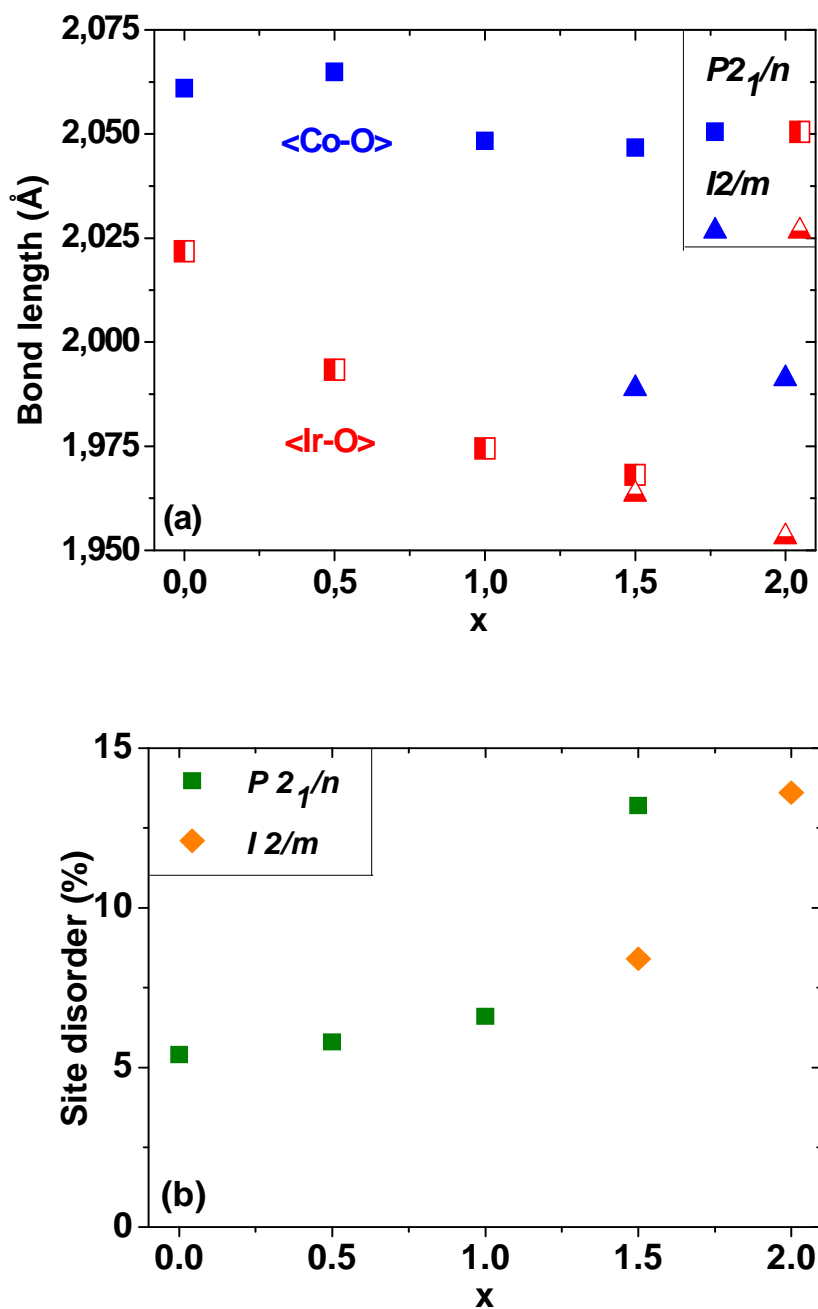 2,075
2,050
2,025
2,000
1,975
1,950
Bond length (Å)
P2₁/n
I2/m
<Co-O>
<Ir-O>
(a)
0,0 0,5 1,0 1,5 2,0
x
15
10
5
0
Site disorder (%)
P 2₁/n
I 2/m
(b)
0.0 0.5 1.0 1.5 2.0
x